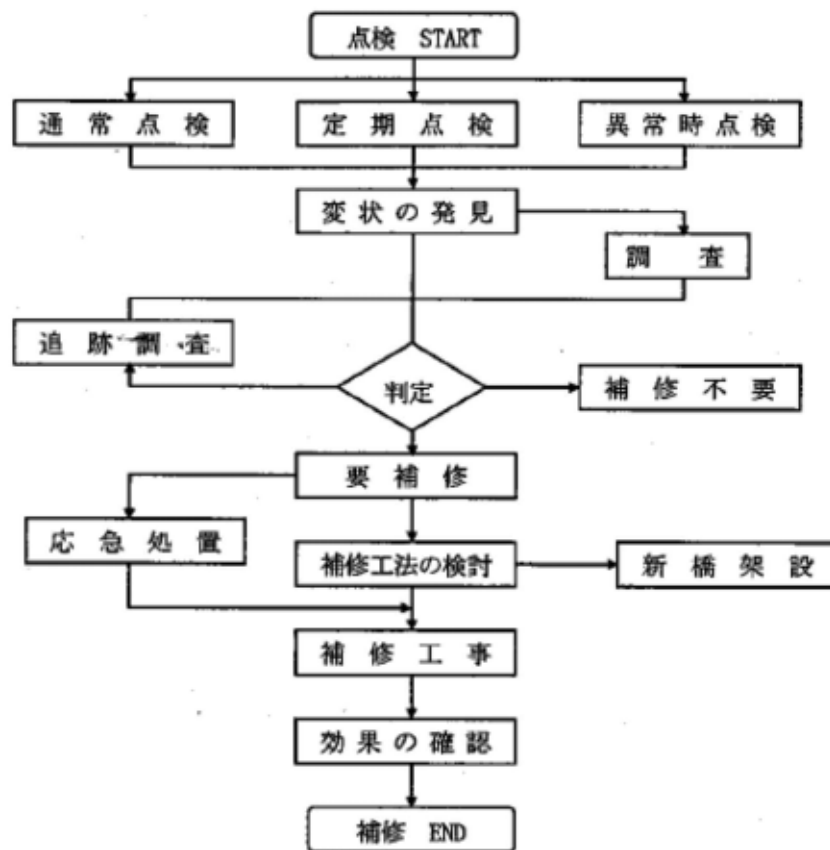 点検 START
通常点検
定期点検
異常時点検
変状の発見
調査
追跡調査
判定
補修不要
要補修
応急処置
補修工法の検討
新橋架設
補修工事
効果の確認
補修 END